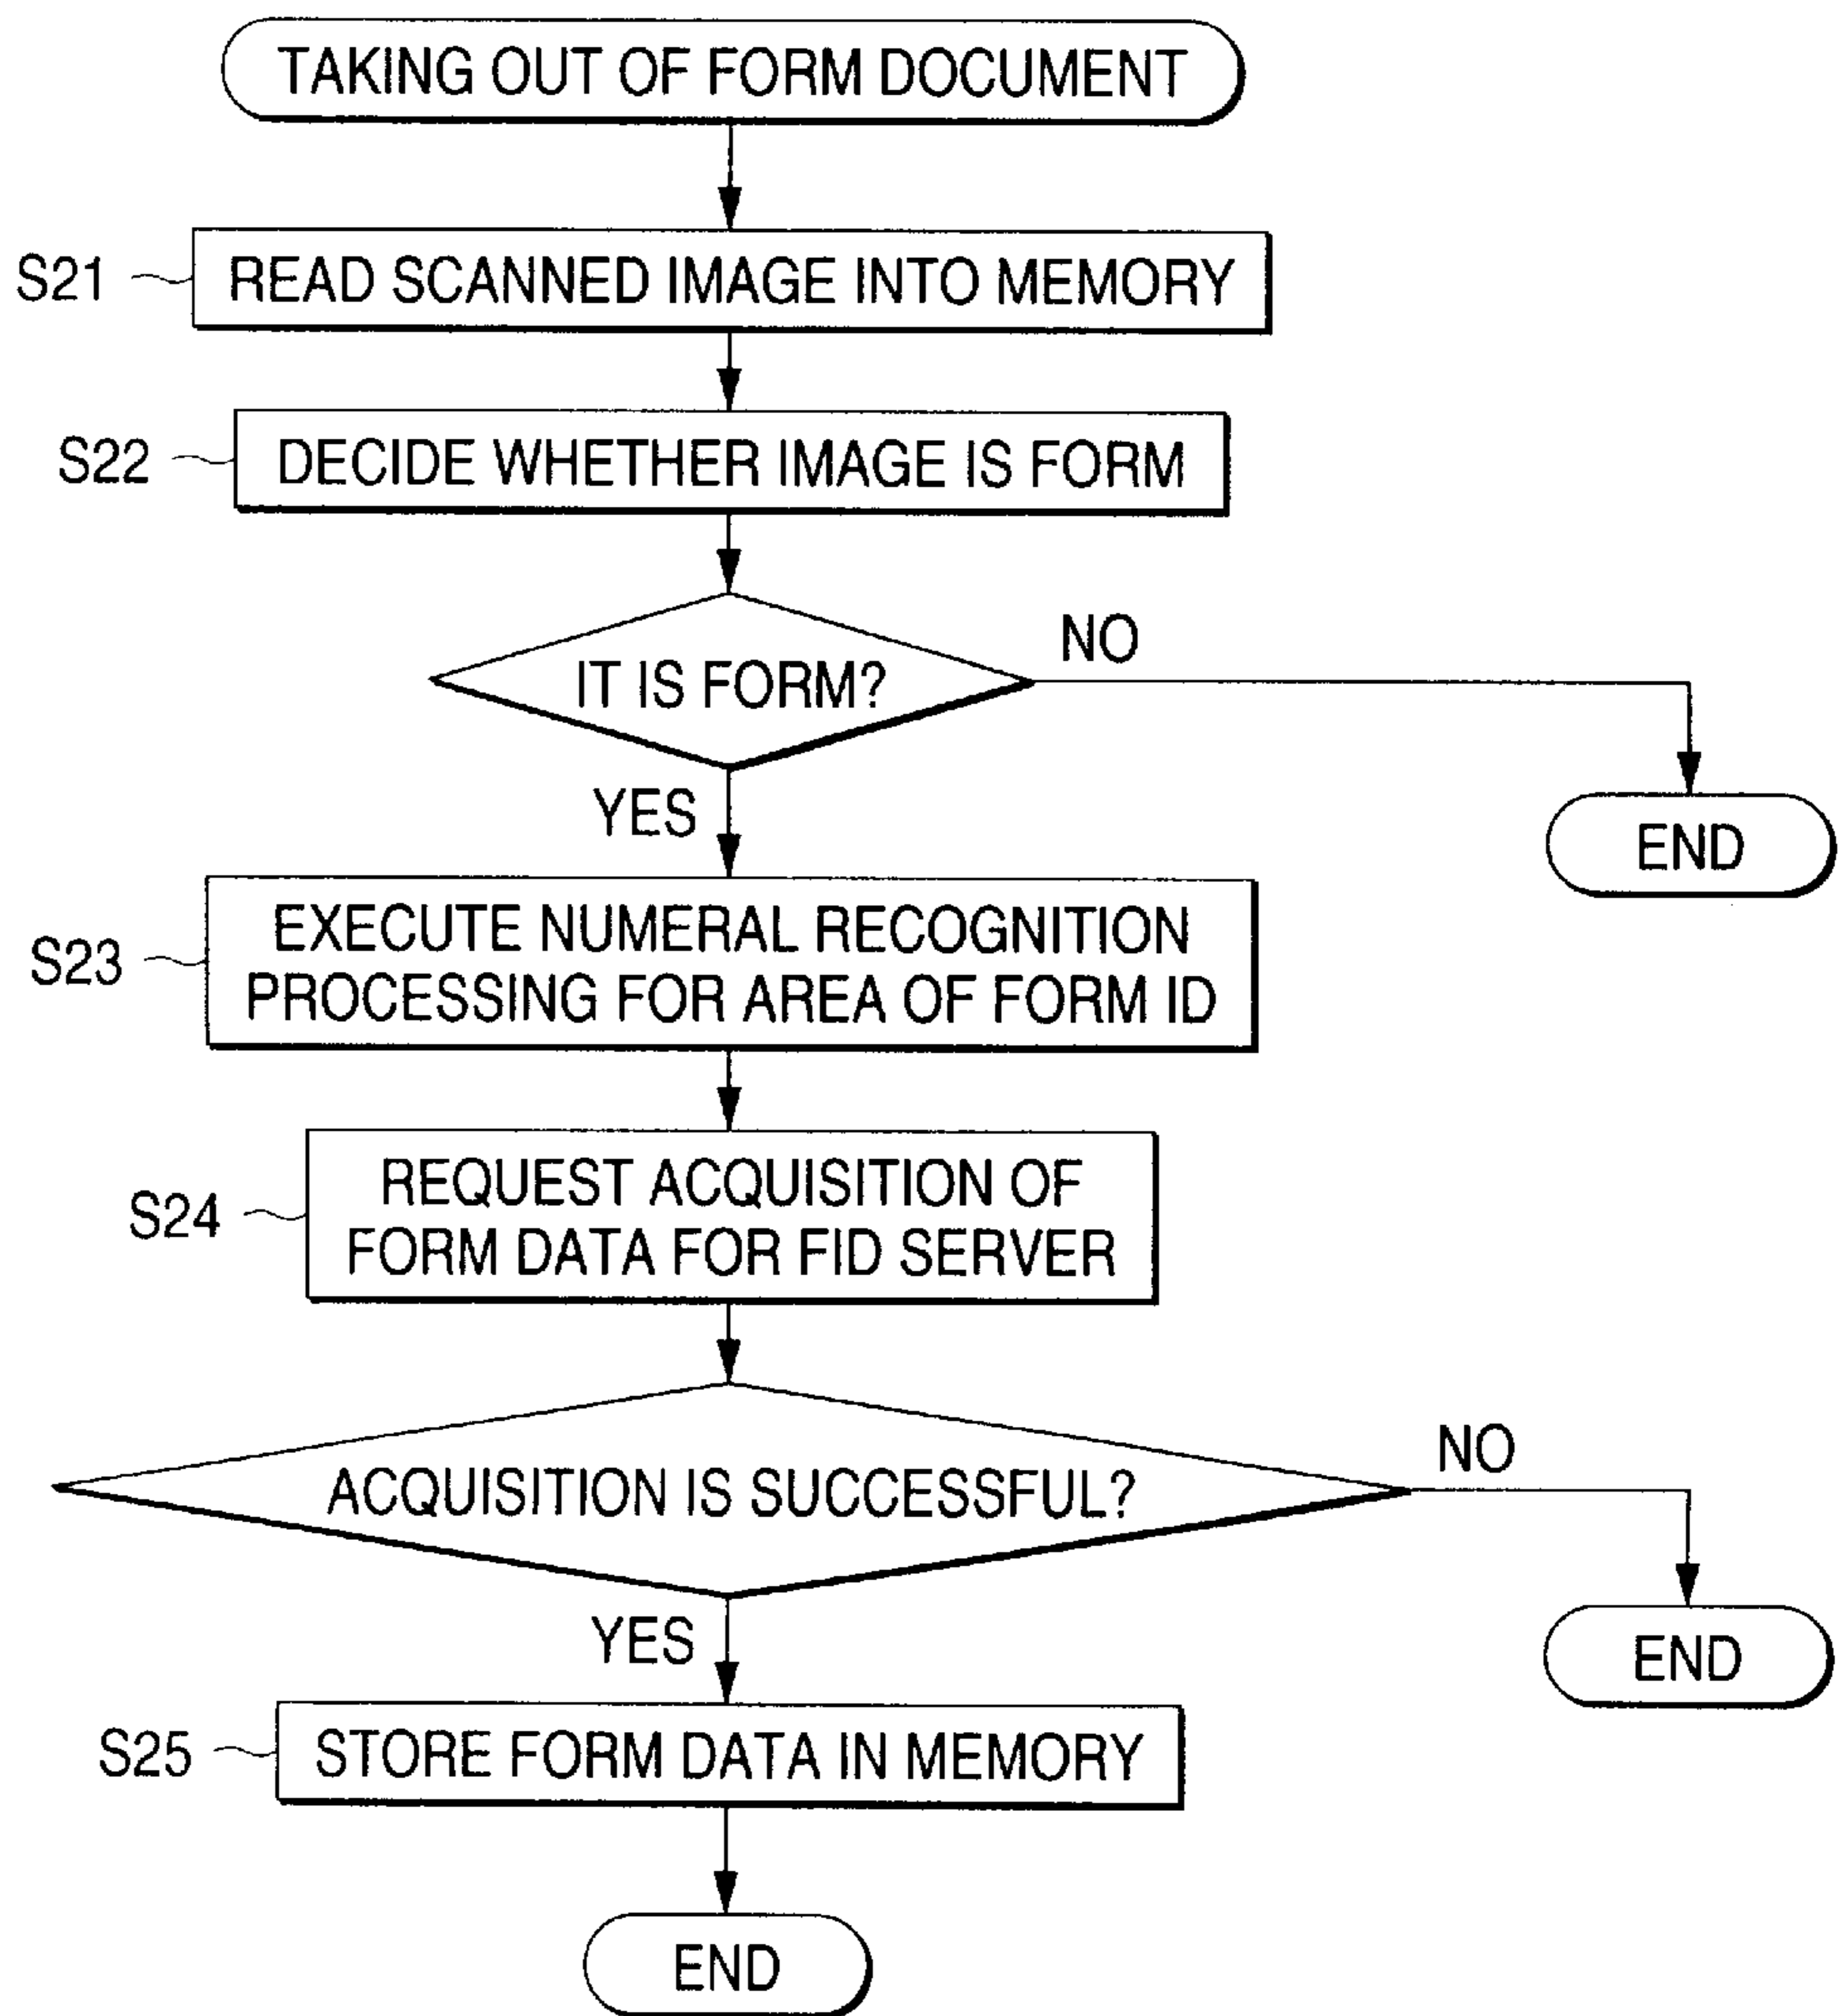 TAKING OUT OF FORM DOCUMENT
S21
READ SCANNED IMAGE INTO MEMORY
S22
DECIDE WHETHER IMAGE IS FORM
IT IS FORM?
NO
YES
END
S23
EXECUTE NUMERAL RECOGNITION
PROCESSING FOR AREA OF FORM ID
S24
REQUEST ACQUISITION OF
FORM DATA FOR FID SERVER
ACQUISITION IS SUCCESSFUL?
NO
YES
END
S25
STORE FORM DATA IN MEMORY
END